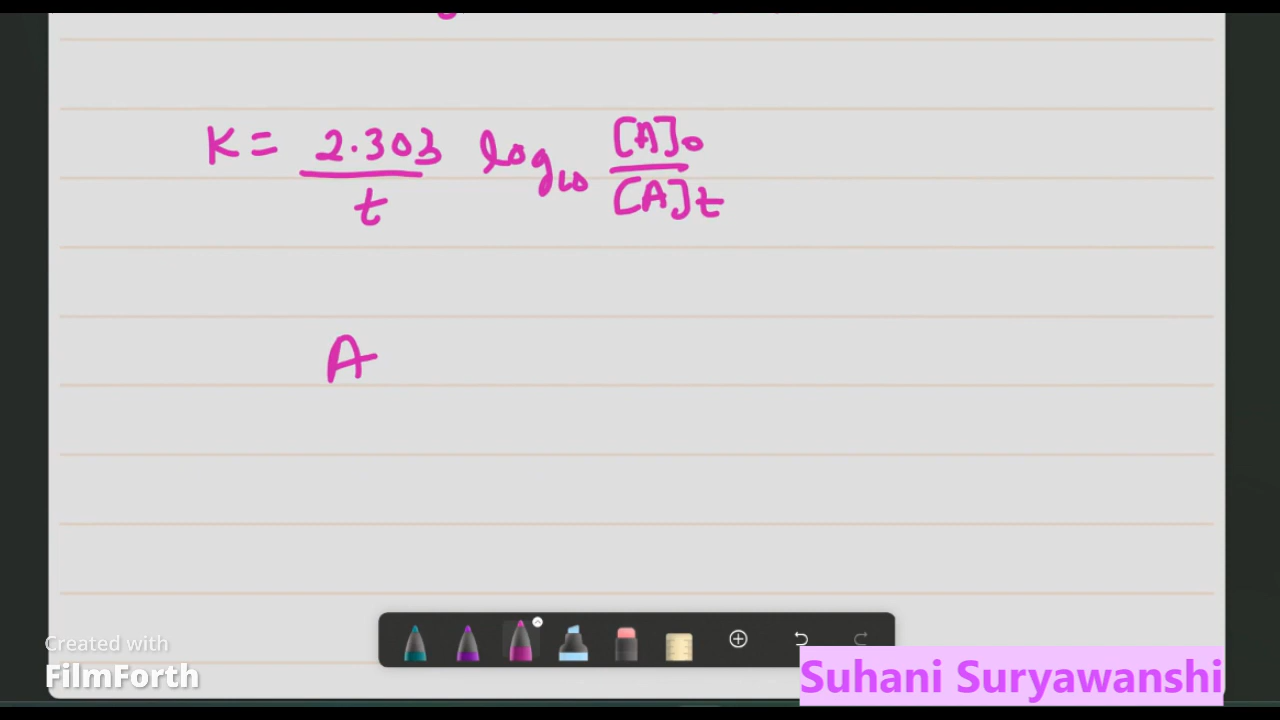 K = 2.303 / t log10 [A]0 / [A]t
A
Created with
FilmForth
Suhani Suryawanshi